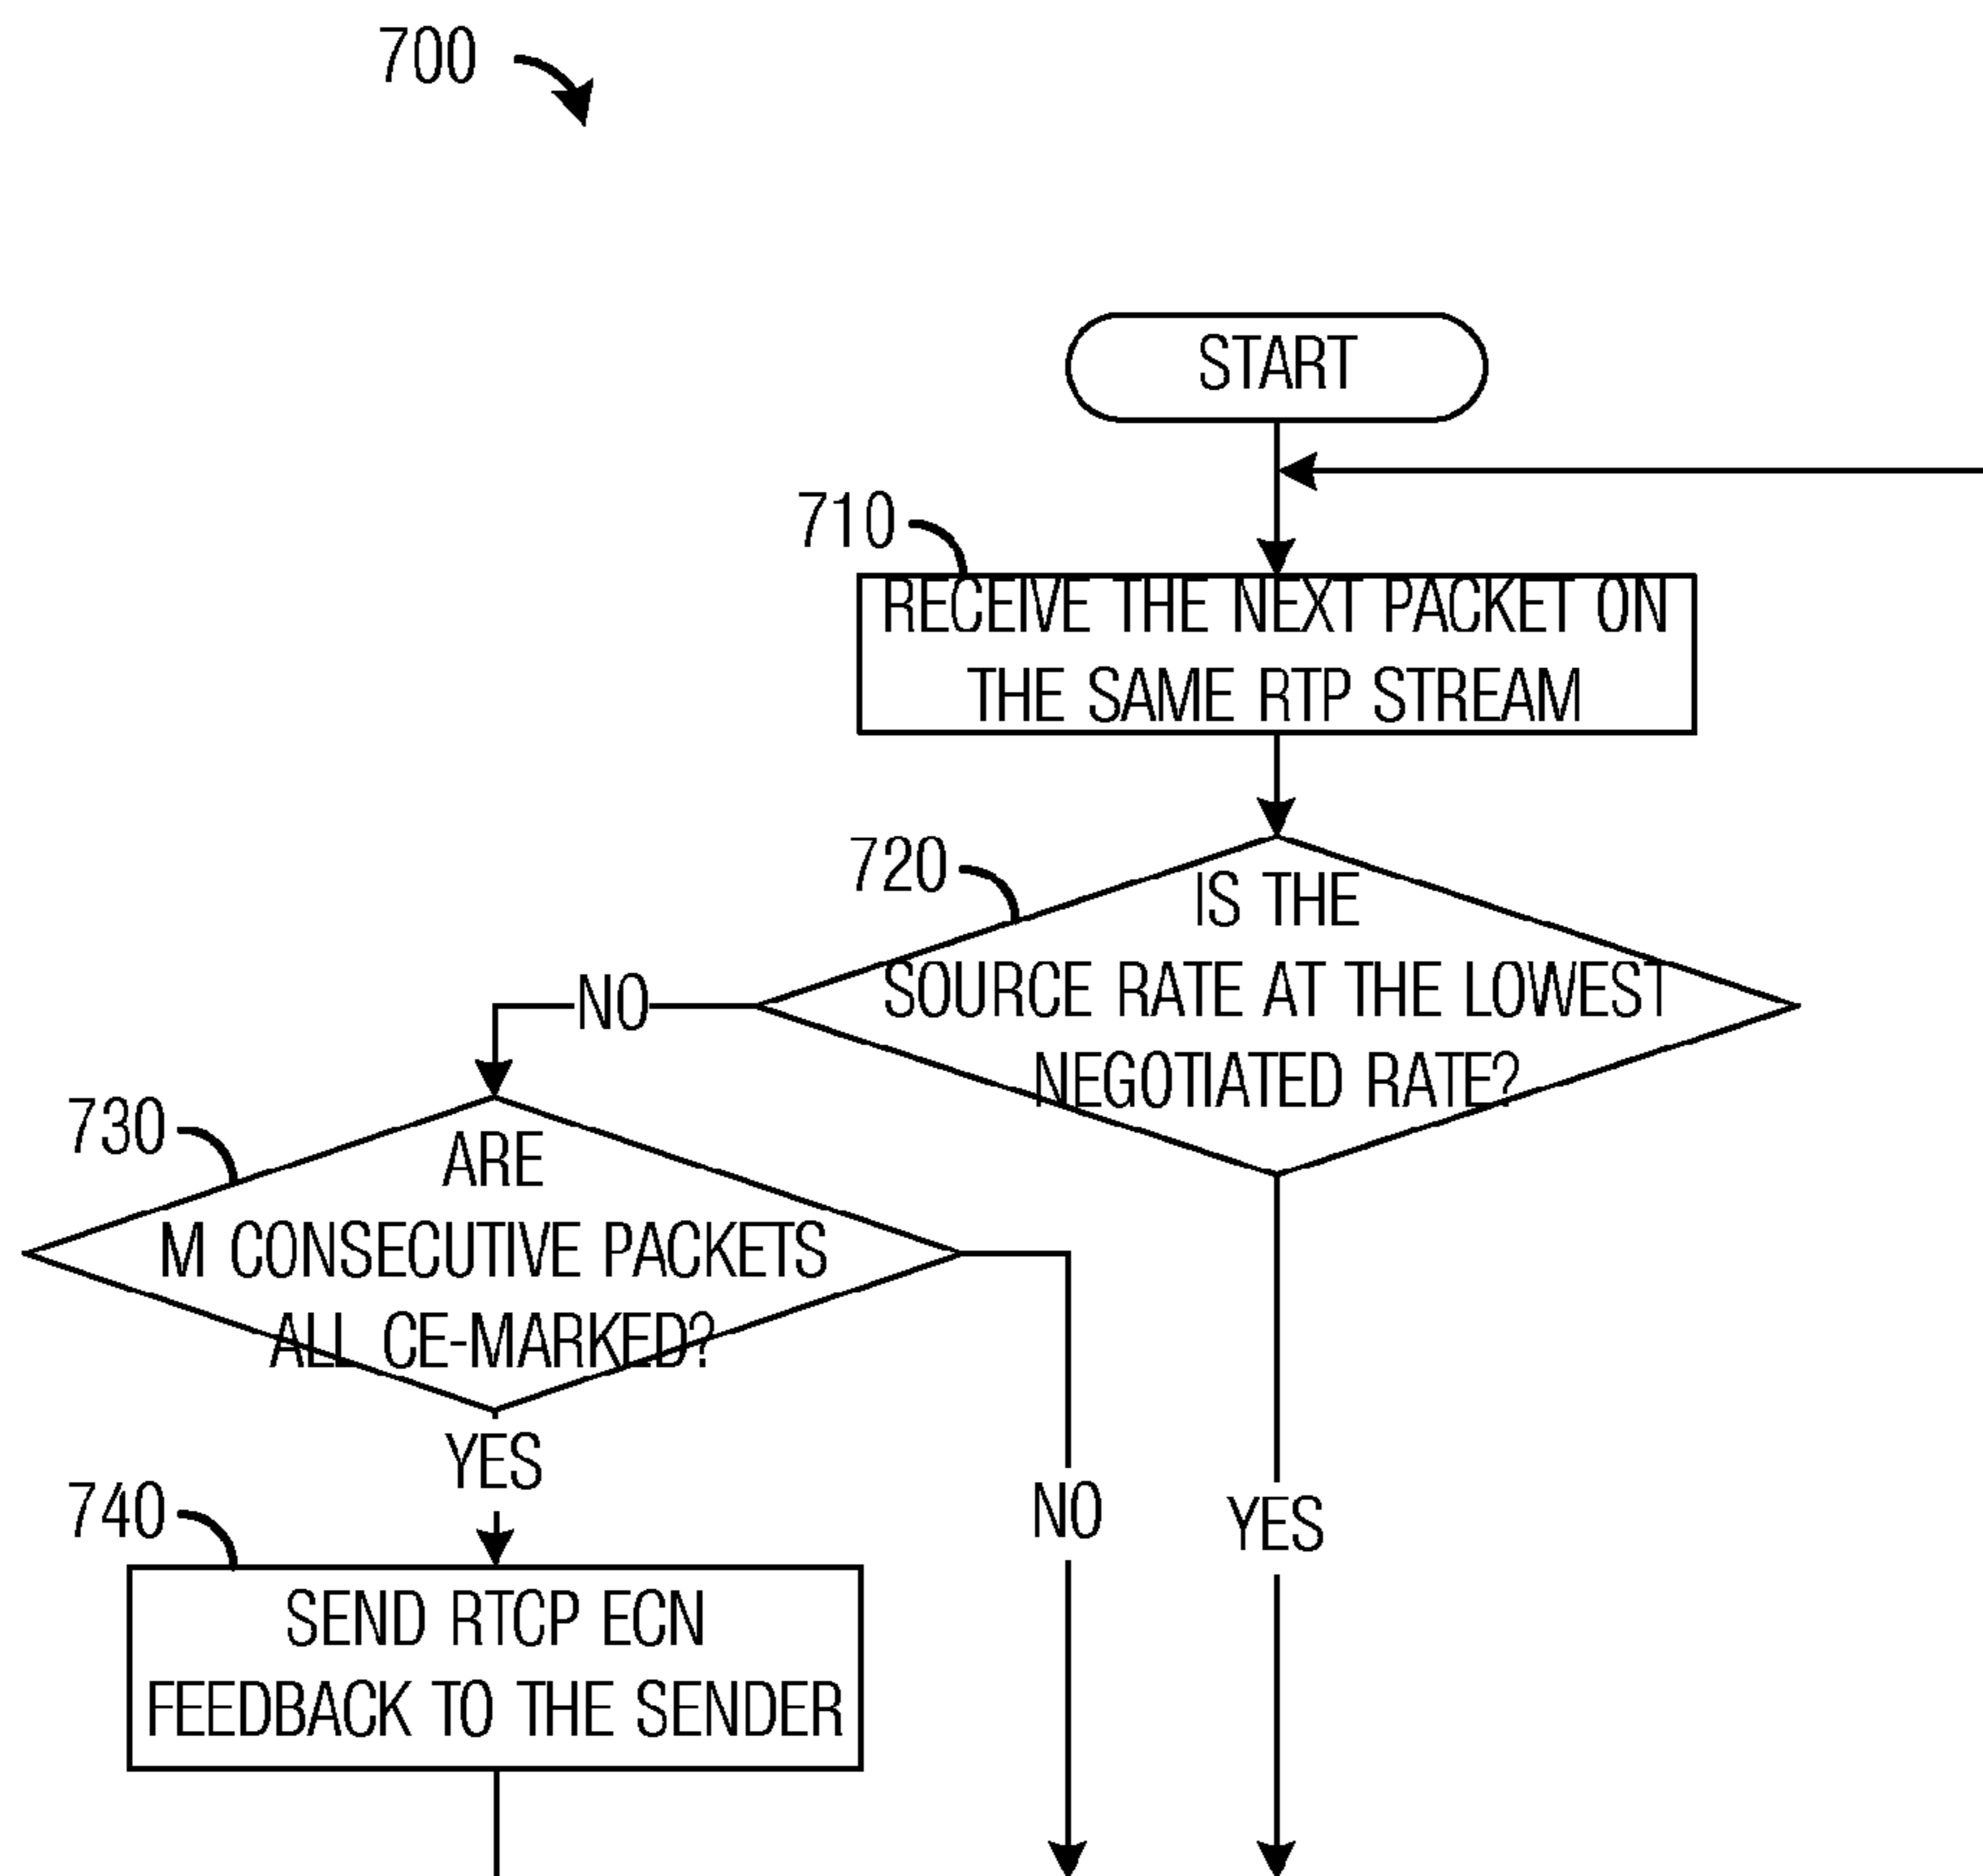 700
START
710
RECEIVE THE NEXT PACKET ON
THE SAME RTP STREAM
720
IS THE
SOURCE RATE AT THE LOWEST
NEGOTIATED RATE?
NO
730
ARE
M CONSECUTIVE PACKETS
ALL CE-MARKED?
YES
NO
YES
740
SEND RTCP ECN
FEEDBACK TO THE SENDER